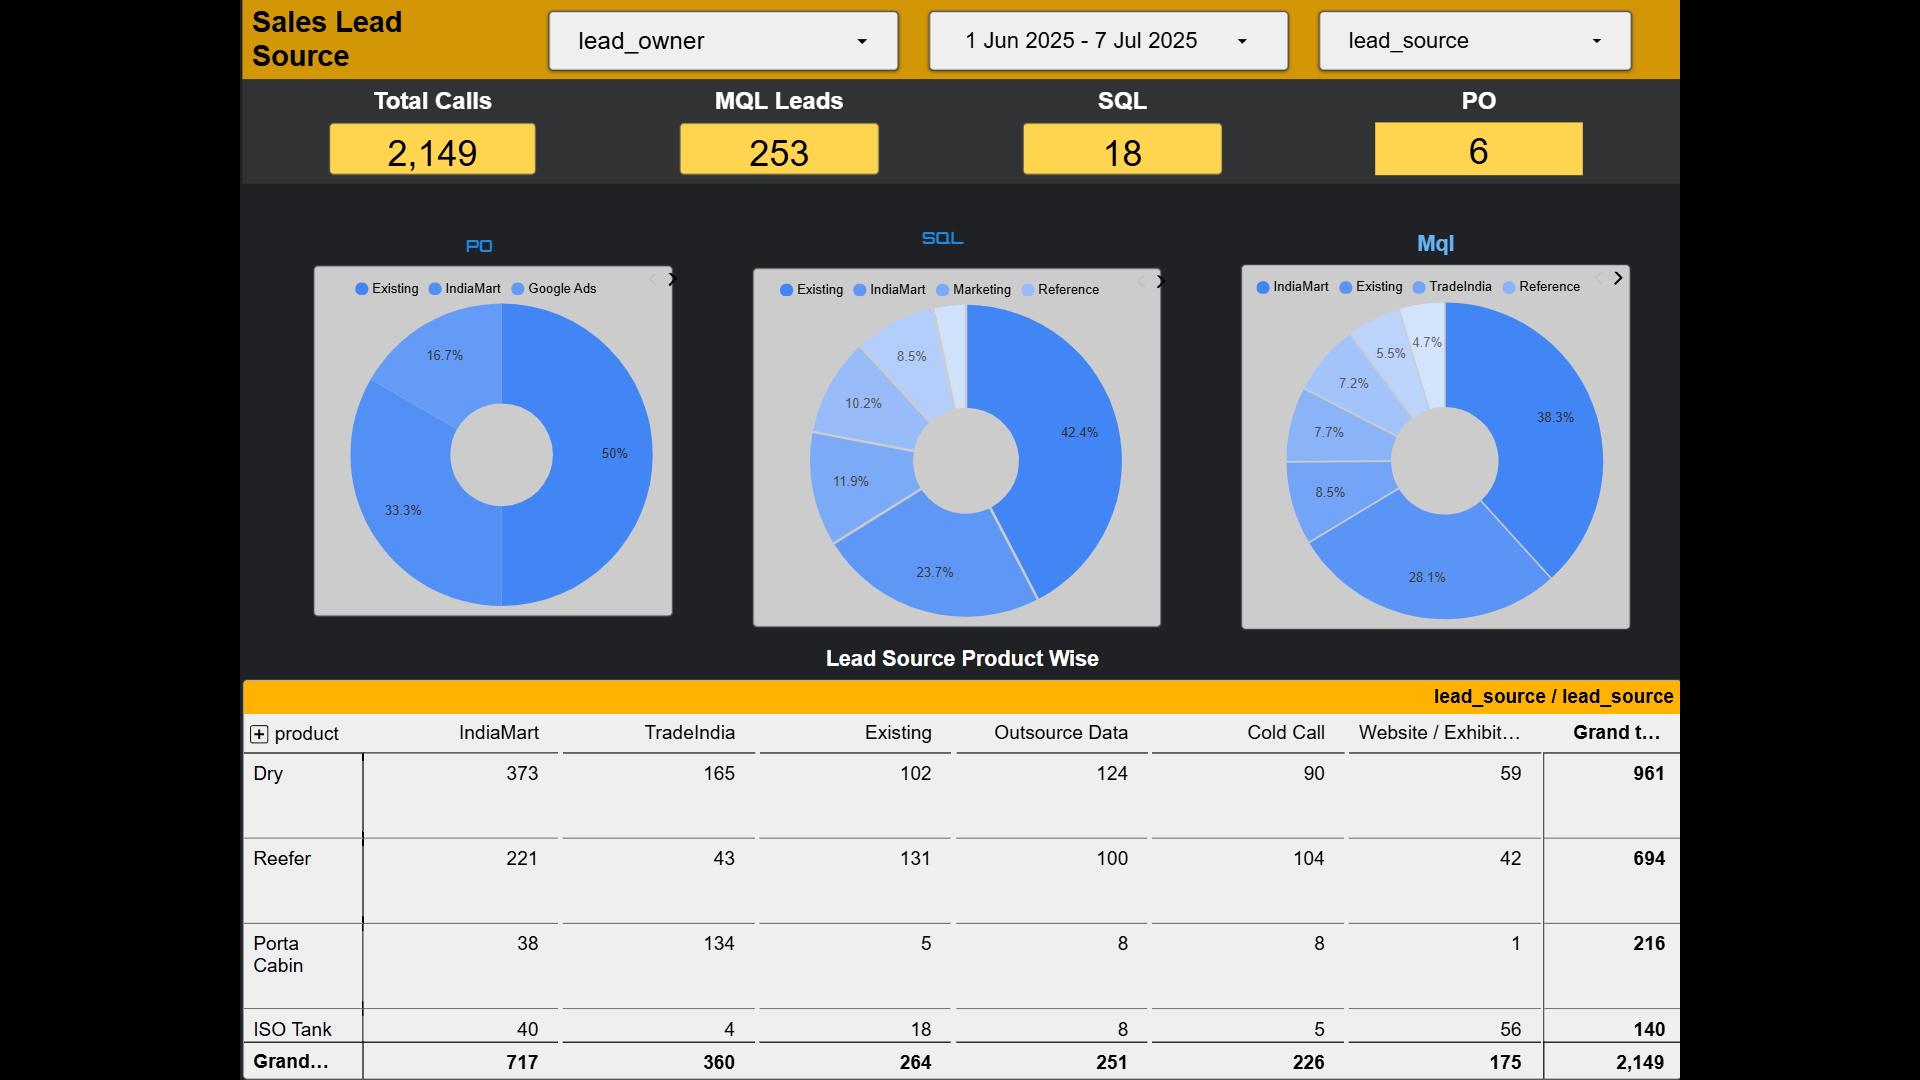 Sales Lead
Source
lead_owner
1 Jun 2025 - 7 Jul 2025
lead_source
Total Calls
MQL Leads
SQL
PO
2,149
253
18
6
PO
SQL
Mql
Existing IndiaMart Google Ads
16.7%
50%
33.3%
Existing IndiaMart Marketing Reference
8.5%
10.2%
42.4%
11.9%
23.7%
IndiaMart Existing TradeIndia Reference
4.7%
5.5%
7.2%
38.3%
7.7%
8.5%
28.1%
Lead Source Product Wise
lead_source / lead_source
product IndiaMart TradeIndia Existing Outsource Data Cold Call Website / Exhibit... Grand t...
Dry 373 165 102 124 90 59 961
Reefer 221 43 131 100 104 42 694
Porta
Cabin 38 134 5 8 8 1 216
ISO Tank 40 4 18 8 5 56 140
Grand... 717 360 264 251 226 175 2,149